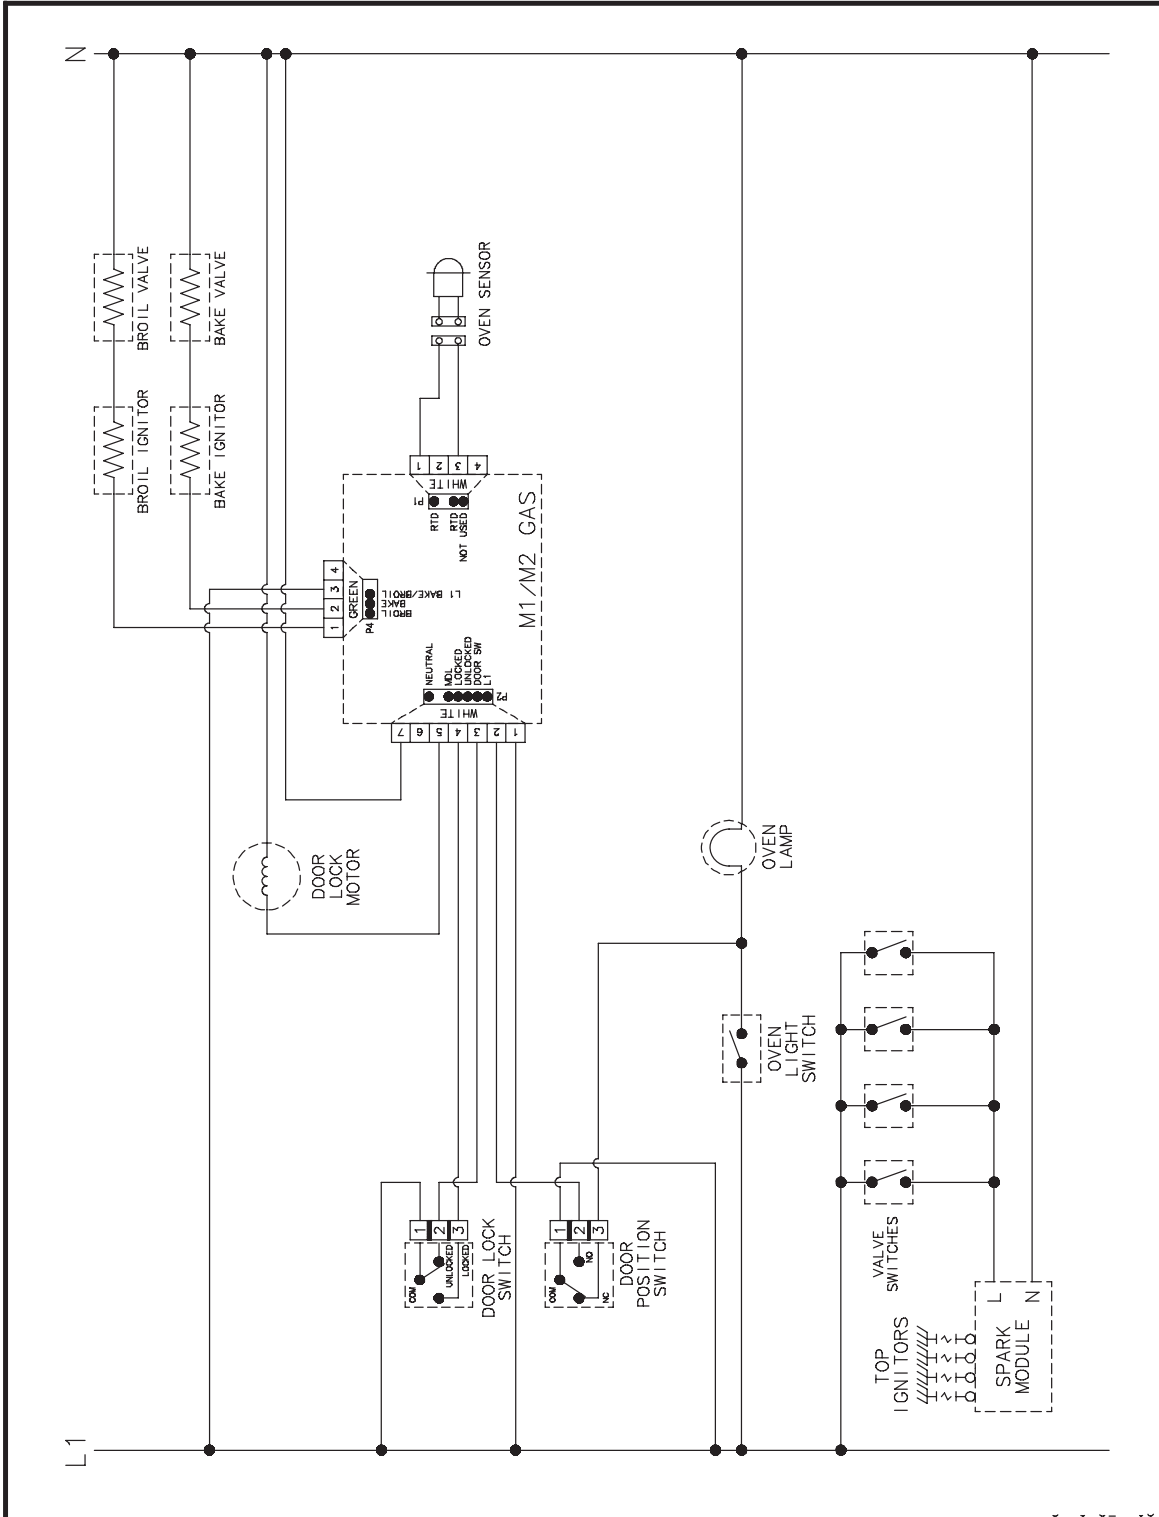 N
BROIL VALVE
BAKE VALVE
BROIL IGNITOR
BAKE IGNITOR
OVEN SENSOR
1
2
3
4
WHITE
P1
RTD
RTD
NOT USED
M1/M2 GAS
4
3
2
1
GREEN
L1 BAKE/BROIL
BAKE
BROIL
P4
NEUTRAL
MDL
LOCKED
UNLOCKED
DOOR SW
L1
P2
WHITE
7
6
5
4
3
2
1
DOOR
LOCK
MOTOR
OVEN
LAMP
OVEN
LIGHT
SWITCH
1
2
3
COM
UNLOCKED
LOCKED
DOOR LOCK
SWITCH
1
2
3
COM
NO
NC
DOOR
POSITION
SWITCH
VALVE
SWITCHES
TOP
IGNITORS
L
N
SPARK
MODULE
L1